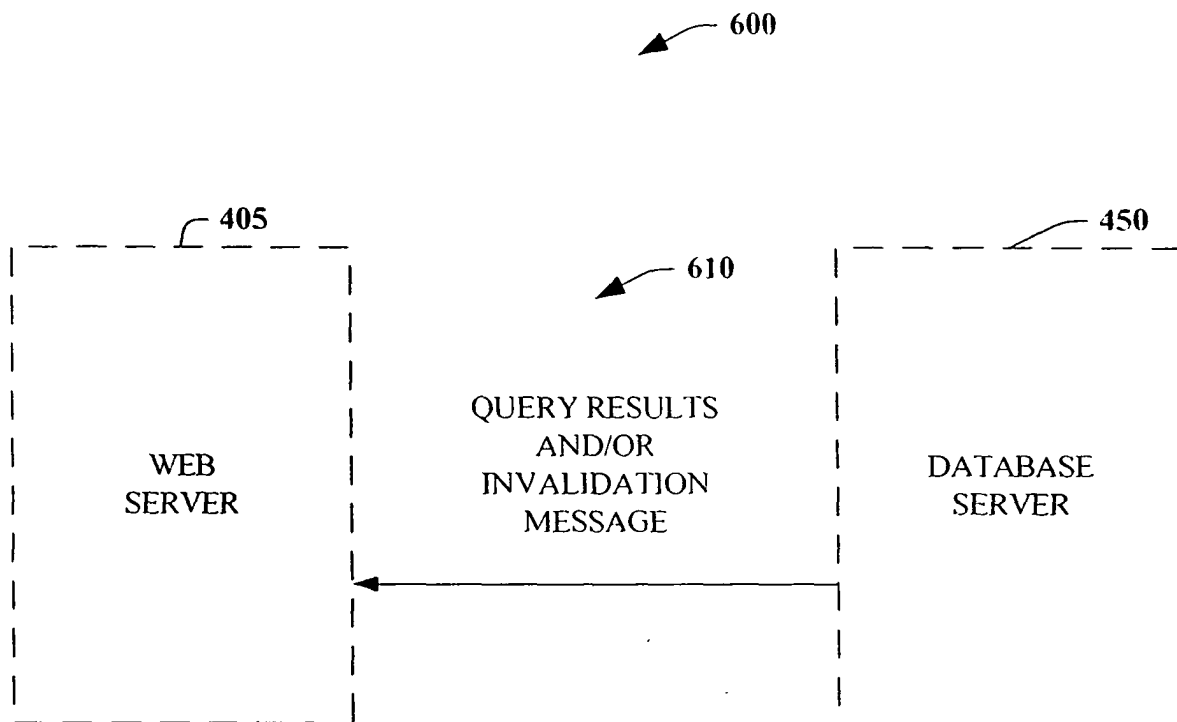 600
405
450
610
QUERY RESULTS
AND/OR
INVALIDATION
MESSAGE
WEB
SERVER
DATABASE
SERVER